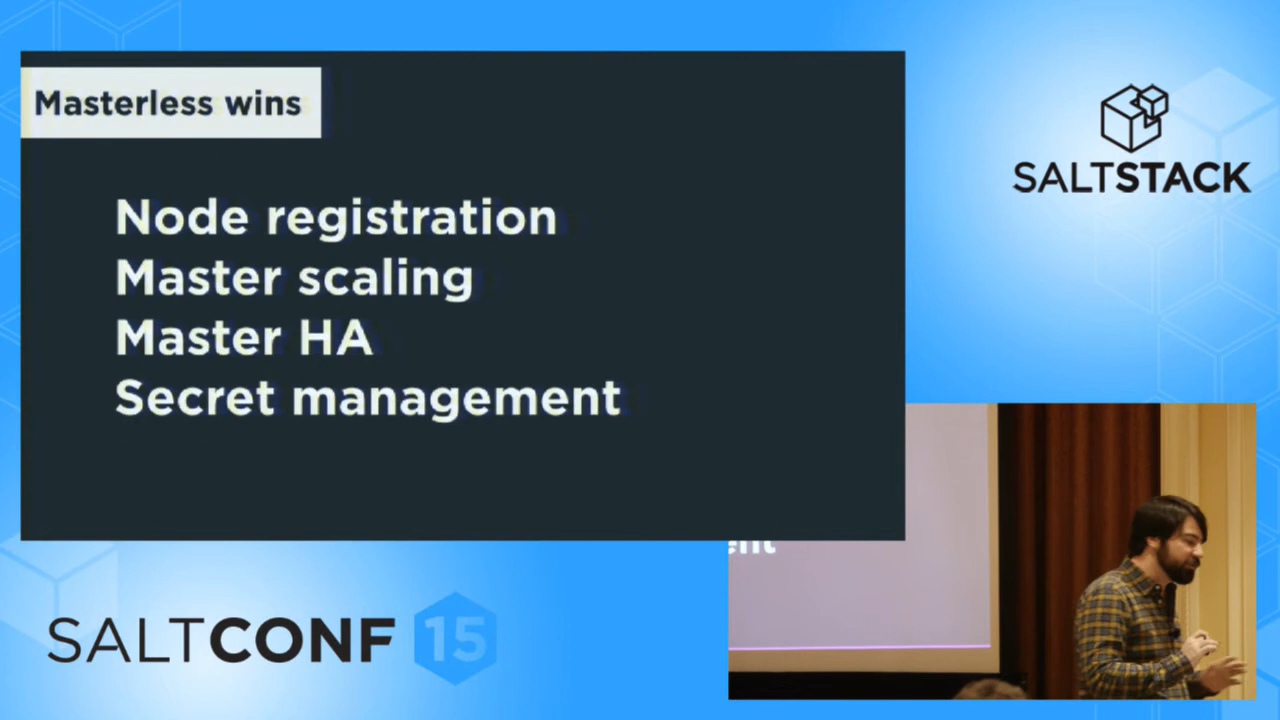 Masterless wins
Node registration
Master scaling
Master HA
Secret management
SALTSTACK
SALTCONF 15